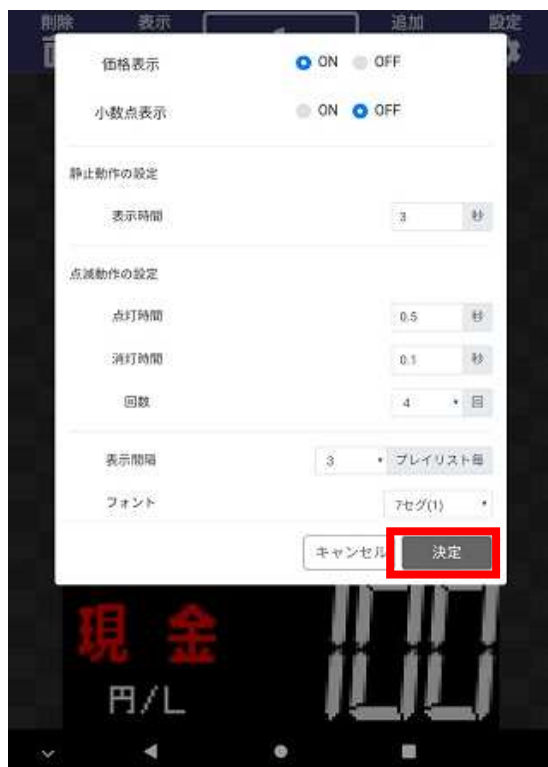 削除 表示 追加 設定
価格表示 ON OFF
小数点表示 ON OFF
静止動作の設定
表示時間 3 秒
点滅動作の設定
点灯時間 0.5 秒
消灯時間 0.1 秒
回数 4 回
表示間隔 3 プレイリスト毎
フォント 7セグ(1)
キャンセル 決定
現金 100
円/L